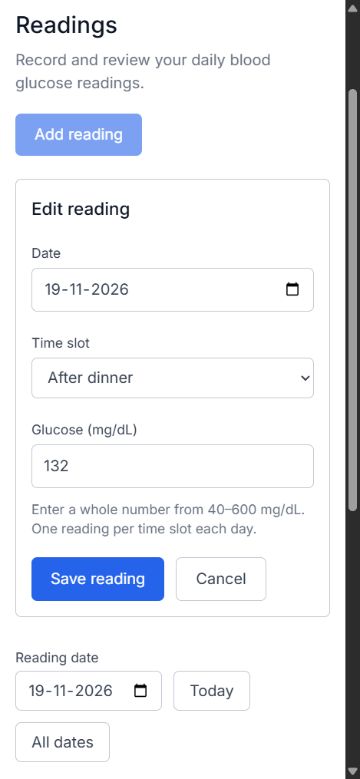 Readings
Record and review your daily blood
glucose readings.
Add reading
Edit reading
Date
19-11-2026
Time slot
After dinner
Glucose (mg/dL)
132
Enter a whole number from 40–600 mg/dL.
One reading per time slot each day.
Save reading Cancel
Reading date
19-11-2026 Today
All dates